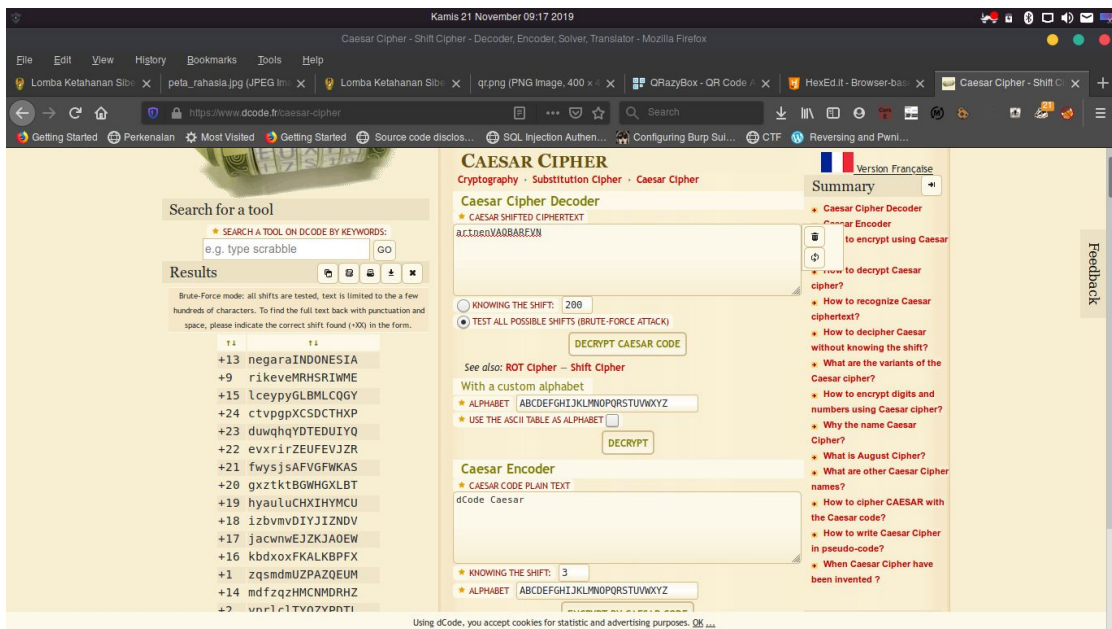 Kamis 21 November 09:17 2019
Caesar Cipher - Shift Cipher - Decoder, Encoder, Solver, Translator - Mozilla Firefox
File Edit View History Bookmarks Tools Help
Lomba Ketahanan Sibe
peta_rahasia.jpg (JPEG Im
Lomba Ketahanan Sibe
qr.png (PNG Image, 400 × 4
QRazyBox - QR Code A
HexEd.it - Browser-bas
Caesar Cipher - Shift Ci
https://www.dcode.fr/caesar-cipher
Search
21
Getting Started Perkenalan Most Visited Getting Started Source code disclos... SQL Injection Authen... Configuring Burp Sui... CTF Reversing and Pwni...
Search for a tool
★ SEARCH A TOOL ON DCODE BY KEYWORDS:
e.g. type scrabble GO
Results
Brute-Force mode: all shifts are tested, text is limited to the a few
hundreds of characters. To find the full text back with punctuation and
space, please indicate the correct shift found (+XX) in the form.
↑↓ ↑↓
+13 negaraINDONESIA
+9 rikeveMRHSRIWME
+15 lceypyGLBMLCQGY
+24 ctvpgpXCSDCTHXP
+23 duwqhqYDTEDUIYQ
+22 evxrirZEUFEVJZR
+21 fwysjsAFVGFWKAS
+20 gxztktBGWHGXLBT
+19 hyauluCHXIHYMCU
+18 izbvmvDIYJIZNDV
+17 jacwnwEJZKJAOEW
+16 kbdxoxFKALKBPFX
+1 zqsmdmUZPAZQEUM
+14 mdfzqzHMCNMDRHZ
+2 yprlclTYOZYPDTL
CAESAR CIPHER
Cryptography · Substitution Cipher · Caesar Cipher
Caesar Cipher Decoder
★ CAESAR SHIFTED CIPHERTEXT
artnenVAQBARFVN
KNOWING THE SHIFT: 200
TEST ALL POSSIBLE SHIFTS (BRUTE-FORCE ATTACK)
DECRYPT CAESAR CODE
See also: ROT Cipher — Shift Cipher
With a custom alphabet
★ ALPHABET ABCDEFGHIJKLMNOPQRSTUVWXYZ
★ USE THE ASCII TABLE AS ALPHABET
DECRYPT
Caesar Encoder
★ CAESAR CODE PLAIN TEXT
dCode Caesar
★ KNOWING THE SHIFT: 3
★ ALPHABET ABCDEFGHIJKLMNOPQRSTUVWXYZ
ENCRYPT BY CAESAR CODE
Version Française
Summary
Caesar Cipher Decoder
Caesar Encoder
to encrypt using Caesar
How to decrypt Caesar
cipher?
How to recognize Caesar
ciphertext?
How to decipher Caesar
without knowing the shift?
What are the variants of the
Caesar cipher?
How to encrypt digits and
numbers using Caesar cipher?
Why the name Caesar
Cipher?
What is August Cipher?
What are other Caesar Cipher
names?
How to cipher CAESAR with
the Caesar code?
How to write Caesar Cipher
in pseudo-code?
When Caesar Cipher have
been invented ?
Feedback
Using dCode, you accept cookies for statistic and advertising purposes. OK ...